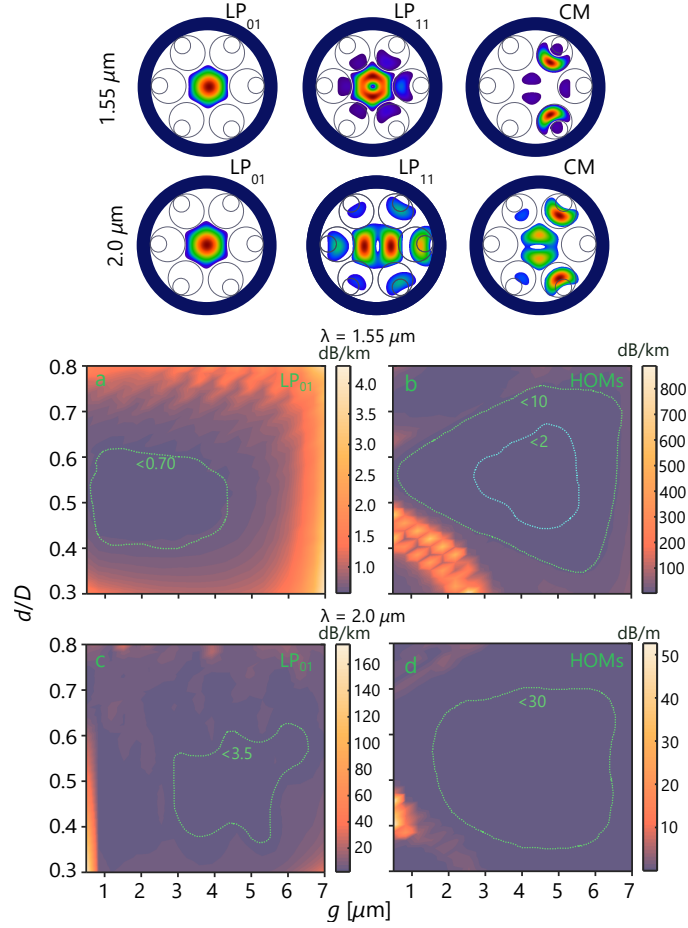 LP01 LP11 CM
1.55 μm
LP01 LP11 CM
2.0 μm
λ = 1.55 μm
dB/km dB/km
a LP01
<0.70
0.8
0.7
0.6
0.5
0.4
0.3
4.0
3.5
3.0
2.5
2.0
1.5
1.0
b HOMs
<10
<2
800
700
600
500
400
300
200
100
d/D
λ = 2.0 μm
dB/km dB/m
c LP01
<3.5
0.8
0.7
0.6
0.5
0.4
0.3
160
140
120
100
80
60
40
20
d HOMs
<30
50
40
30
20
10
1 2 3 4 5 6 7
1 2 3 4 5 6 7
g [μm]